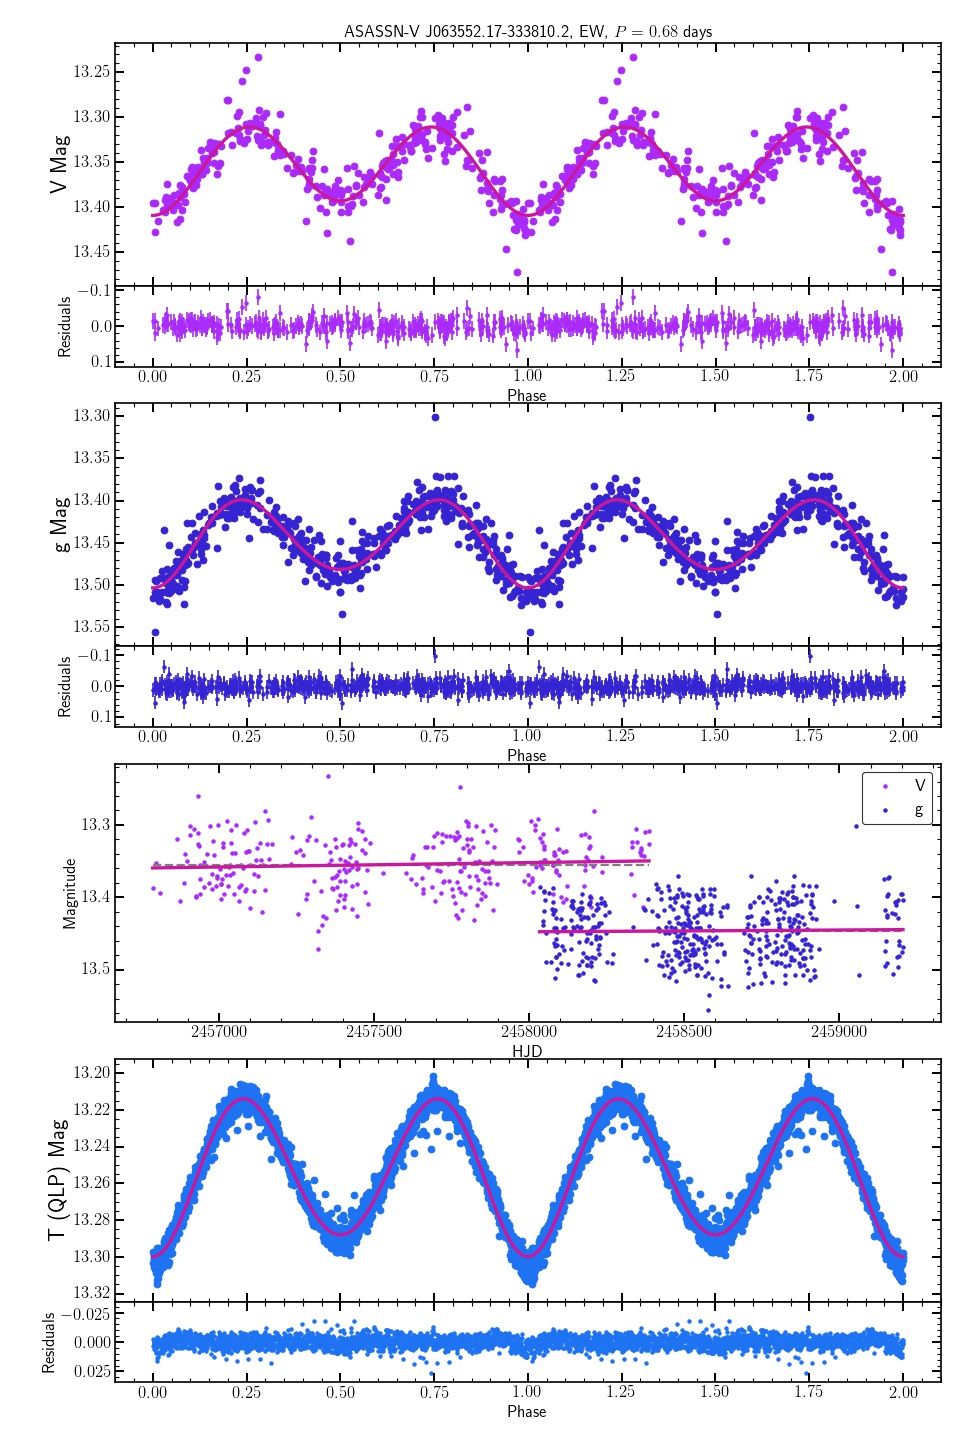 ASASSN-V J063552.17-333810.2, EW, P = 0.68 days
13.25
13.30
13.35
13.40
13.45
V Mag
−0.1
0.0
0.1
Residuals
0.00 0.25 0.50 0.75 1.00 1.25 1.50 1.75 2.00
Phase
13.30
13.35
13.40
13.45
13.50
13.55
g Mag
−0.1
0.0
0.1
Residuals
0.00 0.25 0.50 0.75 1.00 1.25 1.50 1.75 2.00
Phase
V
g
13.3
13.4
13.5
Magnitude
2457000 2457500 2458000 2458500 2459000
HJD
13.20
13.22
13.24
13.26
13.28
13.30
13.32
T (QLP) Mag
−0.025
0.000
0.025
Residuals
0.00 0.25 0.50 0.75 1.00 1.25 1.50 1.75 2.00
Phase